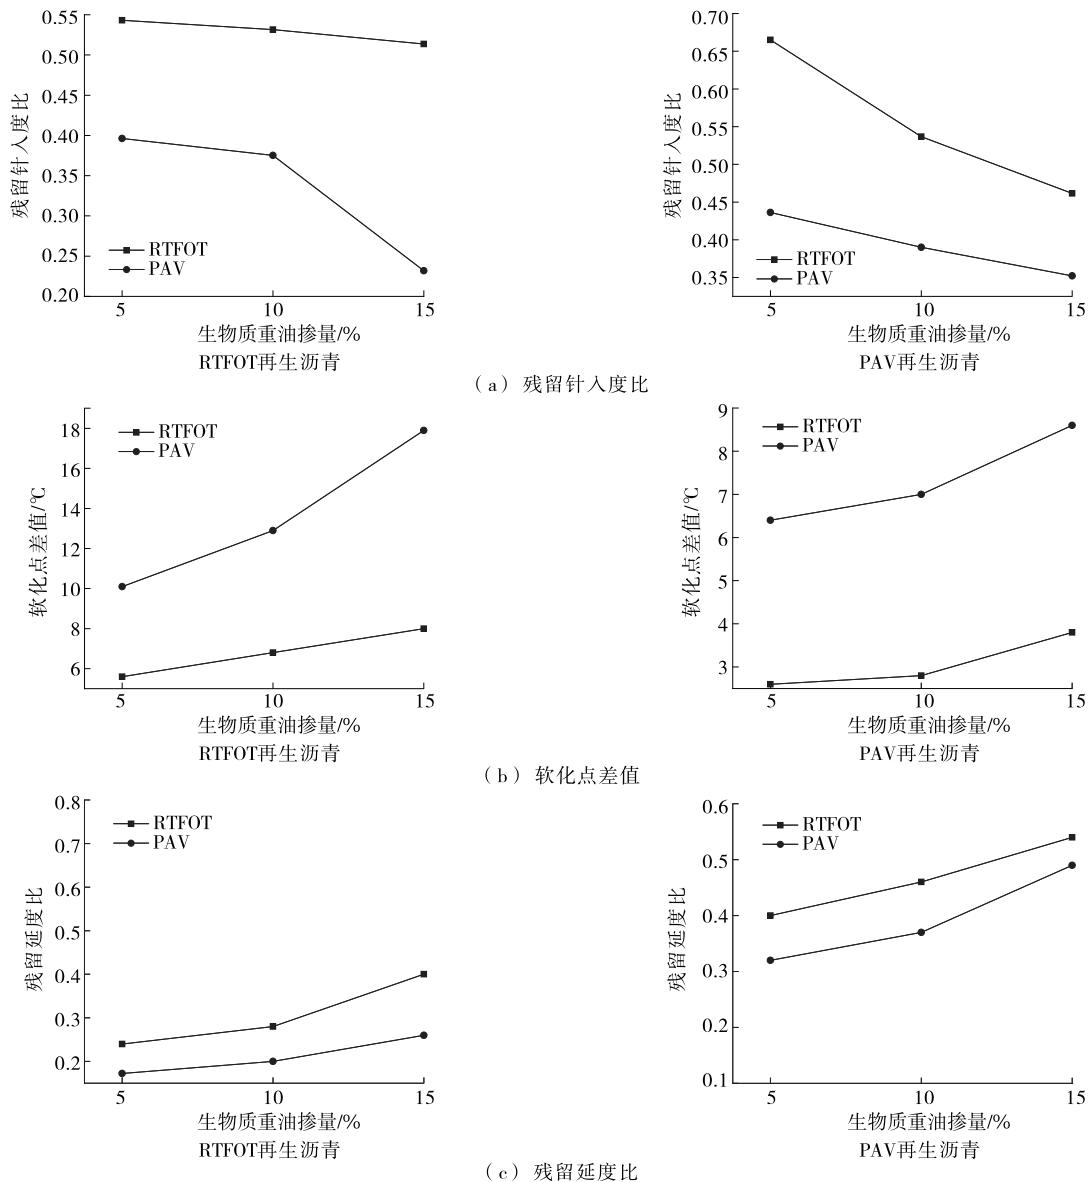 0.55
0.50
0.45
0.40
0.35
0.30
0.25
0.20
残留针入度比
RTFOT
PAV
5 10 15
生物质重油掺量/%
RTFOT再生沥青
0.70
0.65
0.60
0.55
0.50
0.45
0.40
0.35
残留针入度比
RTFOT
PAV
5 10 15
生物质重油掺量/%
PAV再生沥青
（a）残留针入度比
18
16
14
12
10
8
6
软化点差值/℃
RTFOT
PAV
5 10 15
生物质重油掺量/%
RTFOT再生沥青
9
8
7
6
5
4
3
软化点差值/℃
RTFOT
PAV
5 10 15
生物质重油掺量/%
PAV再生沥青
（b）软化点差值
0.8
0.7
0.6
0.5
0.4
0.3
0.2
残留延度比
RTFOT
PAV
5 10 15
生物质重油掺量/%
RTFOT再生沥青
0.6
0.5
0.4
0.3
0.2
0.1
残留延度比
RTFOT
PAV
5 10 15
生物质重油掺量/%
PAV再生沥青
（c）残留延度比